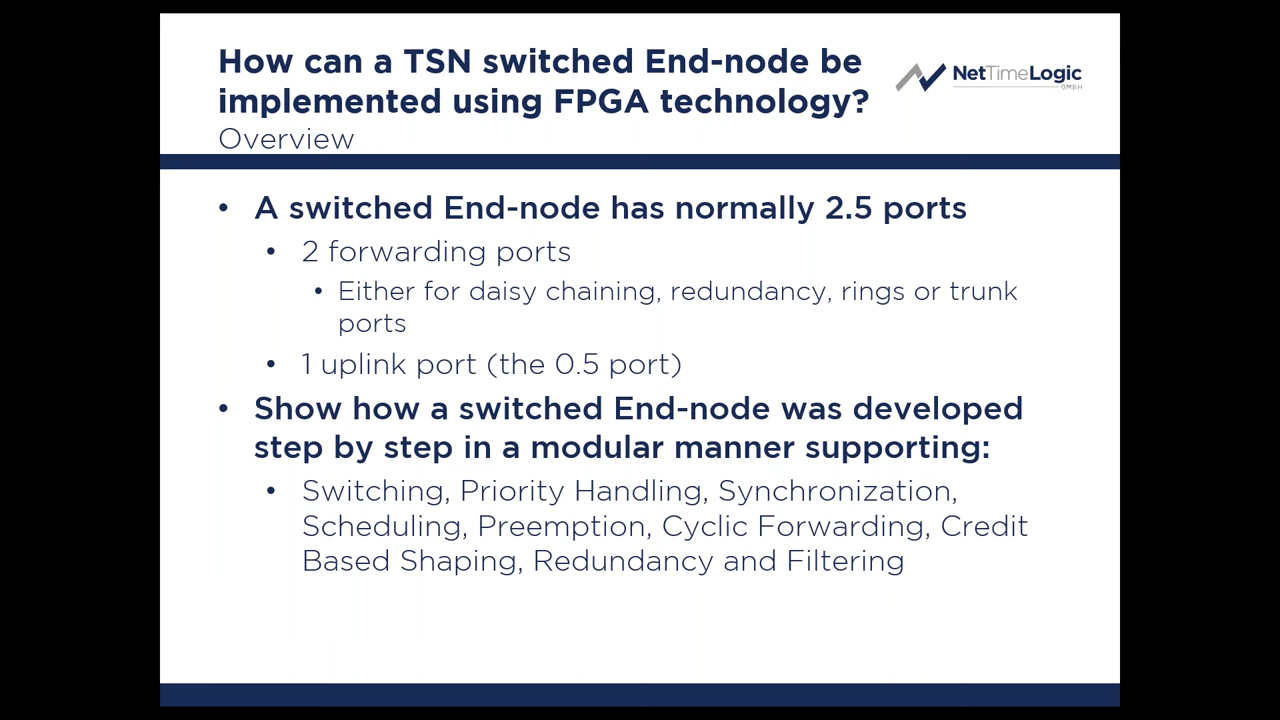 How can a TSN switched End-node be
implemented using FPGA technology?
Overview
NetTimeLogic
GMBH
• A switched End-node has normally 2.5 ports
• 2 forwarding ports
• Either for daisy chaining, redundancy, rings or trunk
ports
• 1 uplink port (the 0.5 port)
• Show how a switched End-node was developed
step by step in a modular manner supporting:
• Switching, Priority Handling, Synchronization,
Scheduling, Preemption, Cyclic Forwarding, Credit
Based Shaping, Redundancy and Filtering